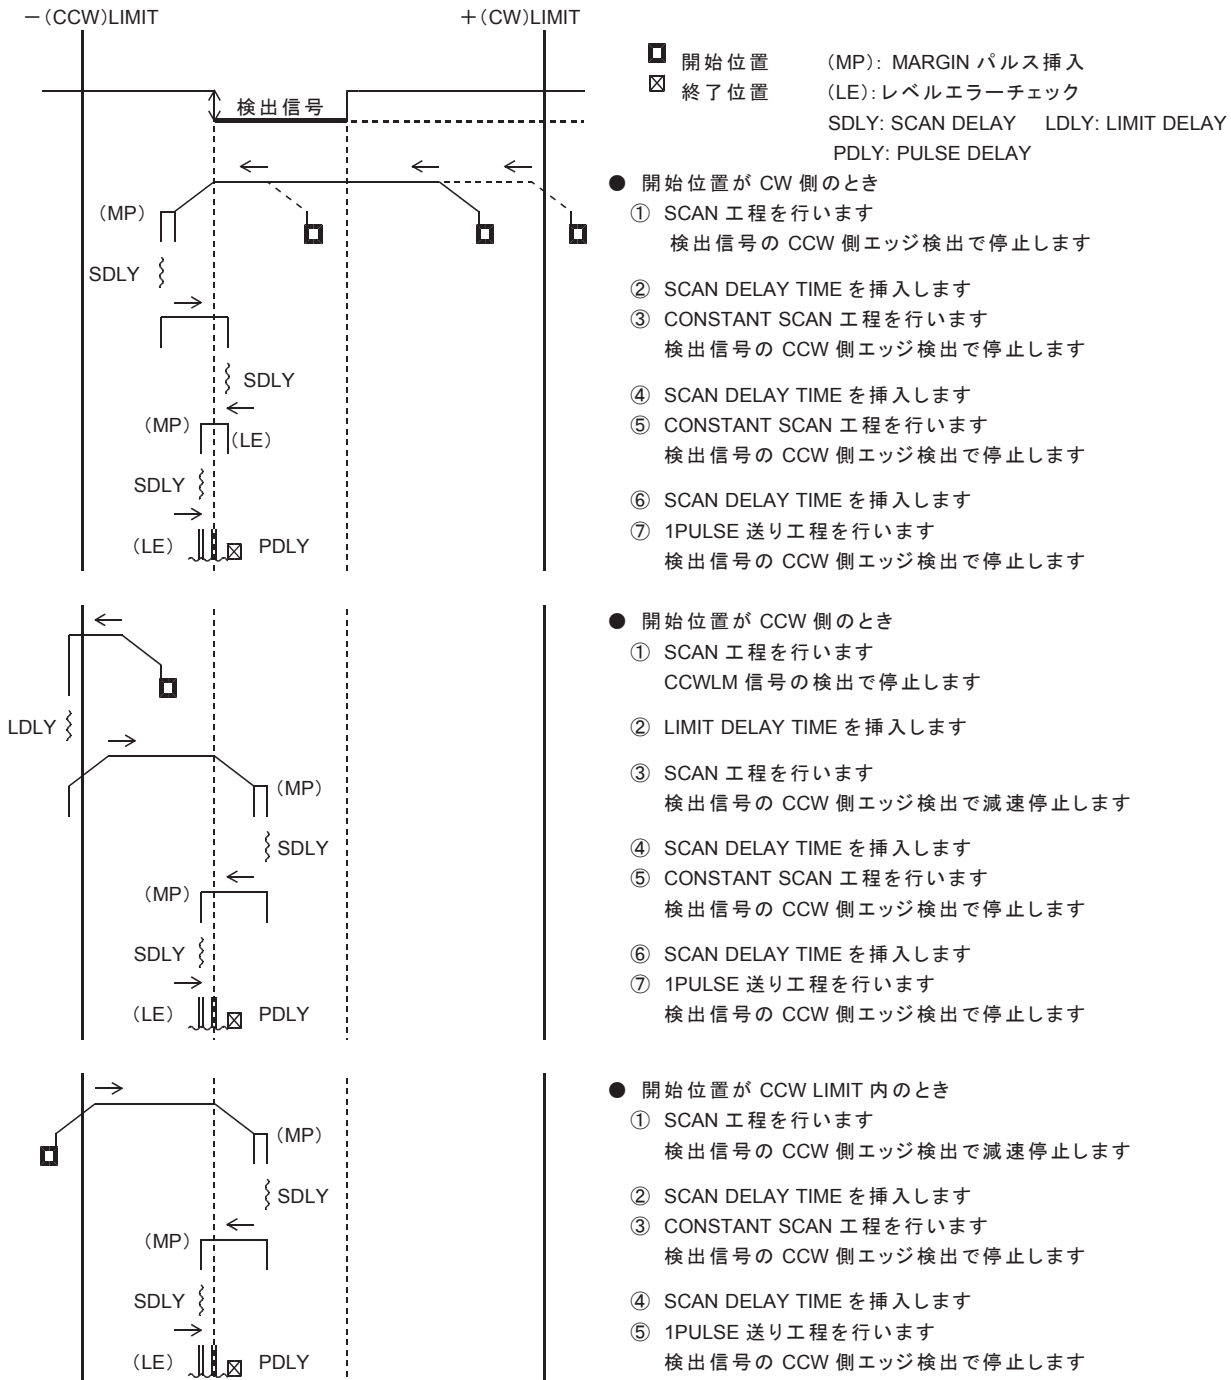 －(CCW)LIMIT
＋(CW)LIMIT
開始位置 (MP): MARGIN パルス挿入
終了位置 (LE):レベルエラーチェック
SDLY: SCAN DELAY LDLY: LIMIT DELAY
PDLY: PULSE DELAY
検出信号
(MP)
SDLY
SDLY
(MP)
(LE)
SDLY
(LE)
PDLY
● 開始位置が CW 側のとき
① SCAN 工程を行います
検出信号の CCW 側エッジ検出で停止します
② SCAN DELAY TIME を挿入します
③ CONSTANT SCAN 工程を行います
検出信号の CCW 側エッジ検出で停止します
④ SCAN DELAY TIME を挿入します
⑤ CONSTANT SCAN 工程を行います
検出信号の CCW 側エッジ検出で停止します
⑥ SCAN DELAY TIME を挿入します
⑦ 1PULSE 送り工程を行います
検出信号の CCW 側エッジ検出で停止します
LDLY
(MP)
SDLY
(MP)
SDLY
(LE)
PDLY
● 開始位置が CCW 側のとき
① SCAN 工程を行います
CCWLM 信号の検出で停止します
② LIMIT DELAY TIME を挿入します
③ SCAN 工程を行います
検出信号の CCW 側エッジ検出で減速停止します
④ SCAN DELAY TIME を挿入します
⑤ CONSTANT SCAN 工程を行います
検出信号の CCW 側エッジ検出で停止します
⑥ SCAN DELAY TIME を挿入します
⑦ 1PULSE 送り工程を行います
検出信号の CCW 側エッジ検出で停止します
(MP)
SDLY
(MP)
SDLY
(LE)
PDLY
● 開始位置が CCW LIMIT 内のとき
① SCAN 工程を行います
検出信号の CCW 側エッジ検出で減速停止します
② SCAN DELAY TIME を挿入します
③ CONSTANT SCAN 工程を行います
検出信号の CCW 側エッジ検出で停止します
④ SCAN DELAY TIME を挿入します
⑤ 1PULSE 送り工程を行います
検出信号の CCW 側エッジ検出で停止します